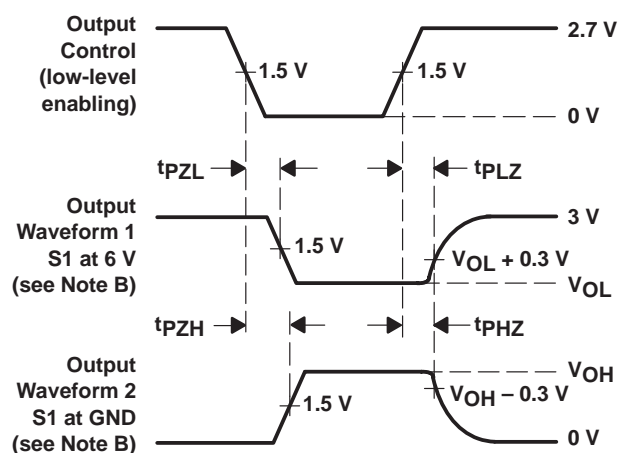 Output
Control
(low-level
enabling)
2.7 V
1.5 V
1.5 V
0 V
tPZL
tPLZ
Output
Waveform 1
S1 at 6 V
(see Note B)
3 V
1.5 V
VOL + 0.3 V
VOL
tPZH
tPHZ
Output
Waveform 2
S1 at GND
(see Note B)
VOH
1.5 V
VOH – 0.3 V
0 V